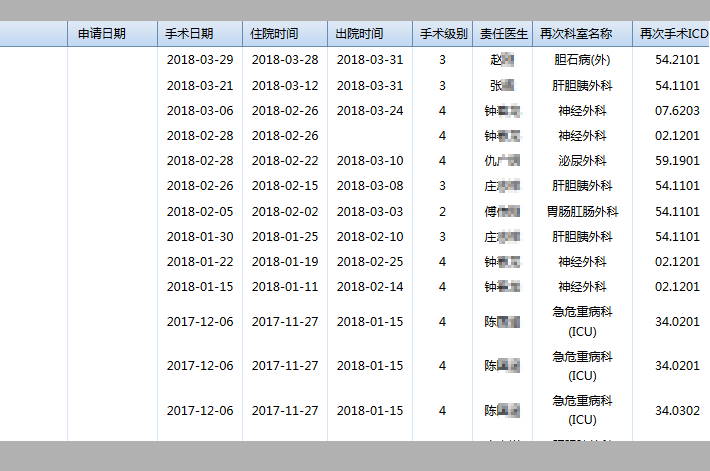 申请日期 手术日期 住院时间 出院时间 手术级别 责任医生 再次科室名称 再次手术ICD
2018-03-29 2018-03-28 2018-03-31 3 赵 胆石病(外) 54.2101
2018-03-21 2018-03-12 2018-03-31 3 张 肝胆胰外科 54.1101
2018-03-06 2018-02-26 2018-03-24 4 钟 神经外科 07.6203
2018-02-28 2018-02-26 4 钟 神经外科 02.1201
2018-02-28 2018-02-22 2018-03-10 4 仇 泌尿外科 59.1901
2018-02-26 2018-02-15 2018-03-08 3 庄 肝胆胰外科 54.1101
2018-02-05 2018-02-02 2018-03-03 2 傅 胃肠肛肠外科 54.1101
2018-01-30 2018-01-25 2018-02-10 3 庄 肝胆胰外科 54.1101
2018-01-22 2018-01-19 2018-02-25 4 钟 神经外科 02.1201
2018-01-15 2018-01-11 2018-02-14 4 钟 神经外科 02.1201
急危重病科
2017-12-06 2017-11-27 2018-01-15 4 陈 34.0201
(ICU)
急危重病科
2017-12-06 2017-11-27 2018-01-15 4 陈 34.0201
(ICU)
急危重病科
2017-12-06 2017-11-27 2018-01-15 4 陈 34.0302
(ICU)